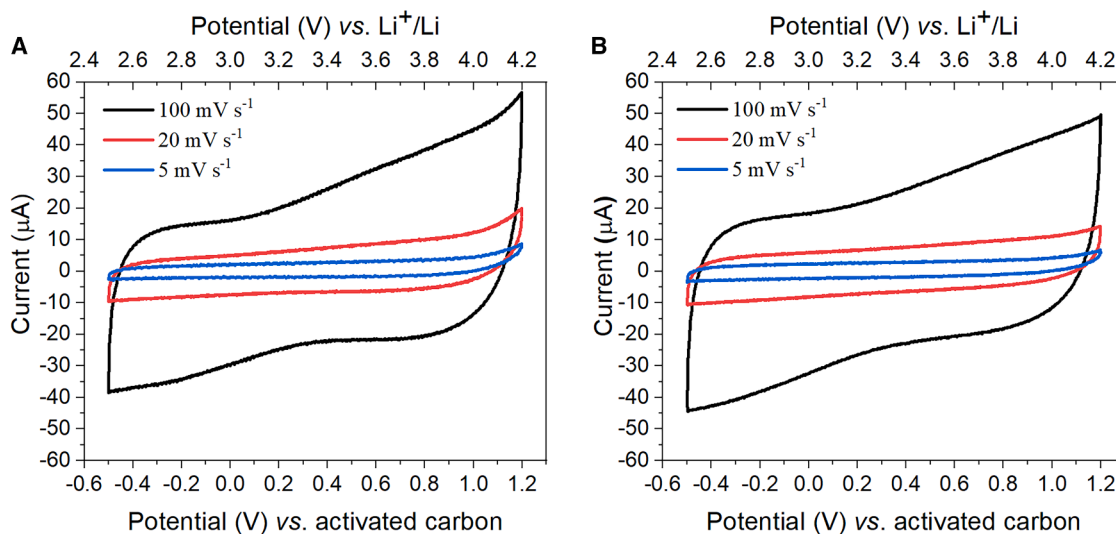 A
Potential (V) vs. Li⁺/Li
2.4 2.6 2.8 3.0 3.2 3.4 3.6 3.8 4.0 4.2
60
50
40
30
20
10
0
-10
-20
-30
-40
-50
-60
Current (μA)
100 mV s⁻¹
20 mV s⁻¹
5 mV s⁻¹
-0.6 -0.4 -0.2 0.0 0.2 0.4 0.6 0.8 1.0 1.2
Potential (V) vs. activated carbon
B
Potential (V) vs. Li⁺/Li
2.4 2.6 2.8 3.0 3.2 3.4 3.6 3.8 4.0 4.2
60
50
40
30
20
10
0
-10
-20
-30
-40
-50
-60
Current (μA)
100 mV s⁻¹
20 mV s⁻¹
5 mV s⁻¹
-0.6 -0.4 -0.2 0.0 0.2 0.4 0.6 0.8 1.0 1.2
Potential (V) vs. activated carbon